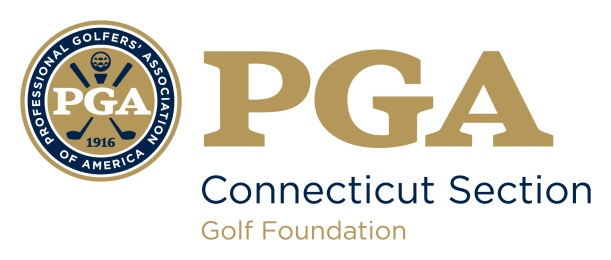 PROFESSIONAL GOLFERS' ASSOCIATION
OF AMERICA
PGA
1916
PGA
Connecticut Section
Golf Foundation